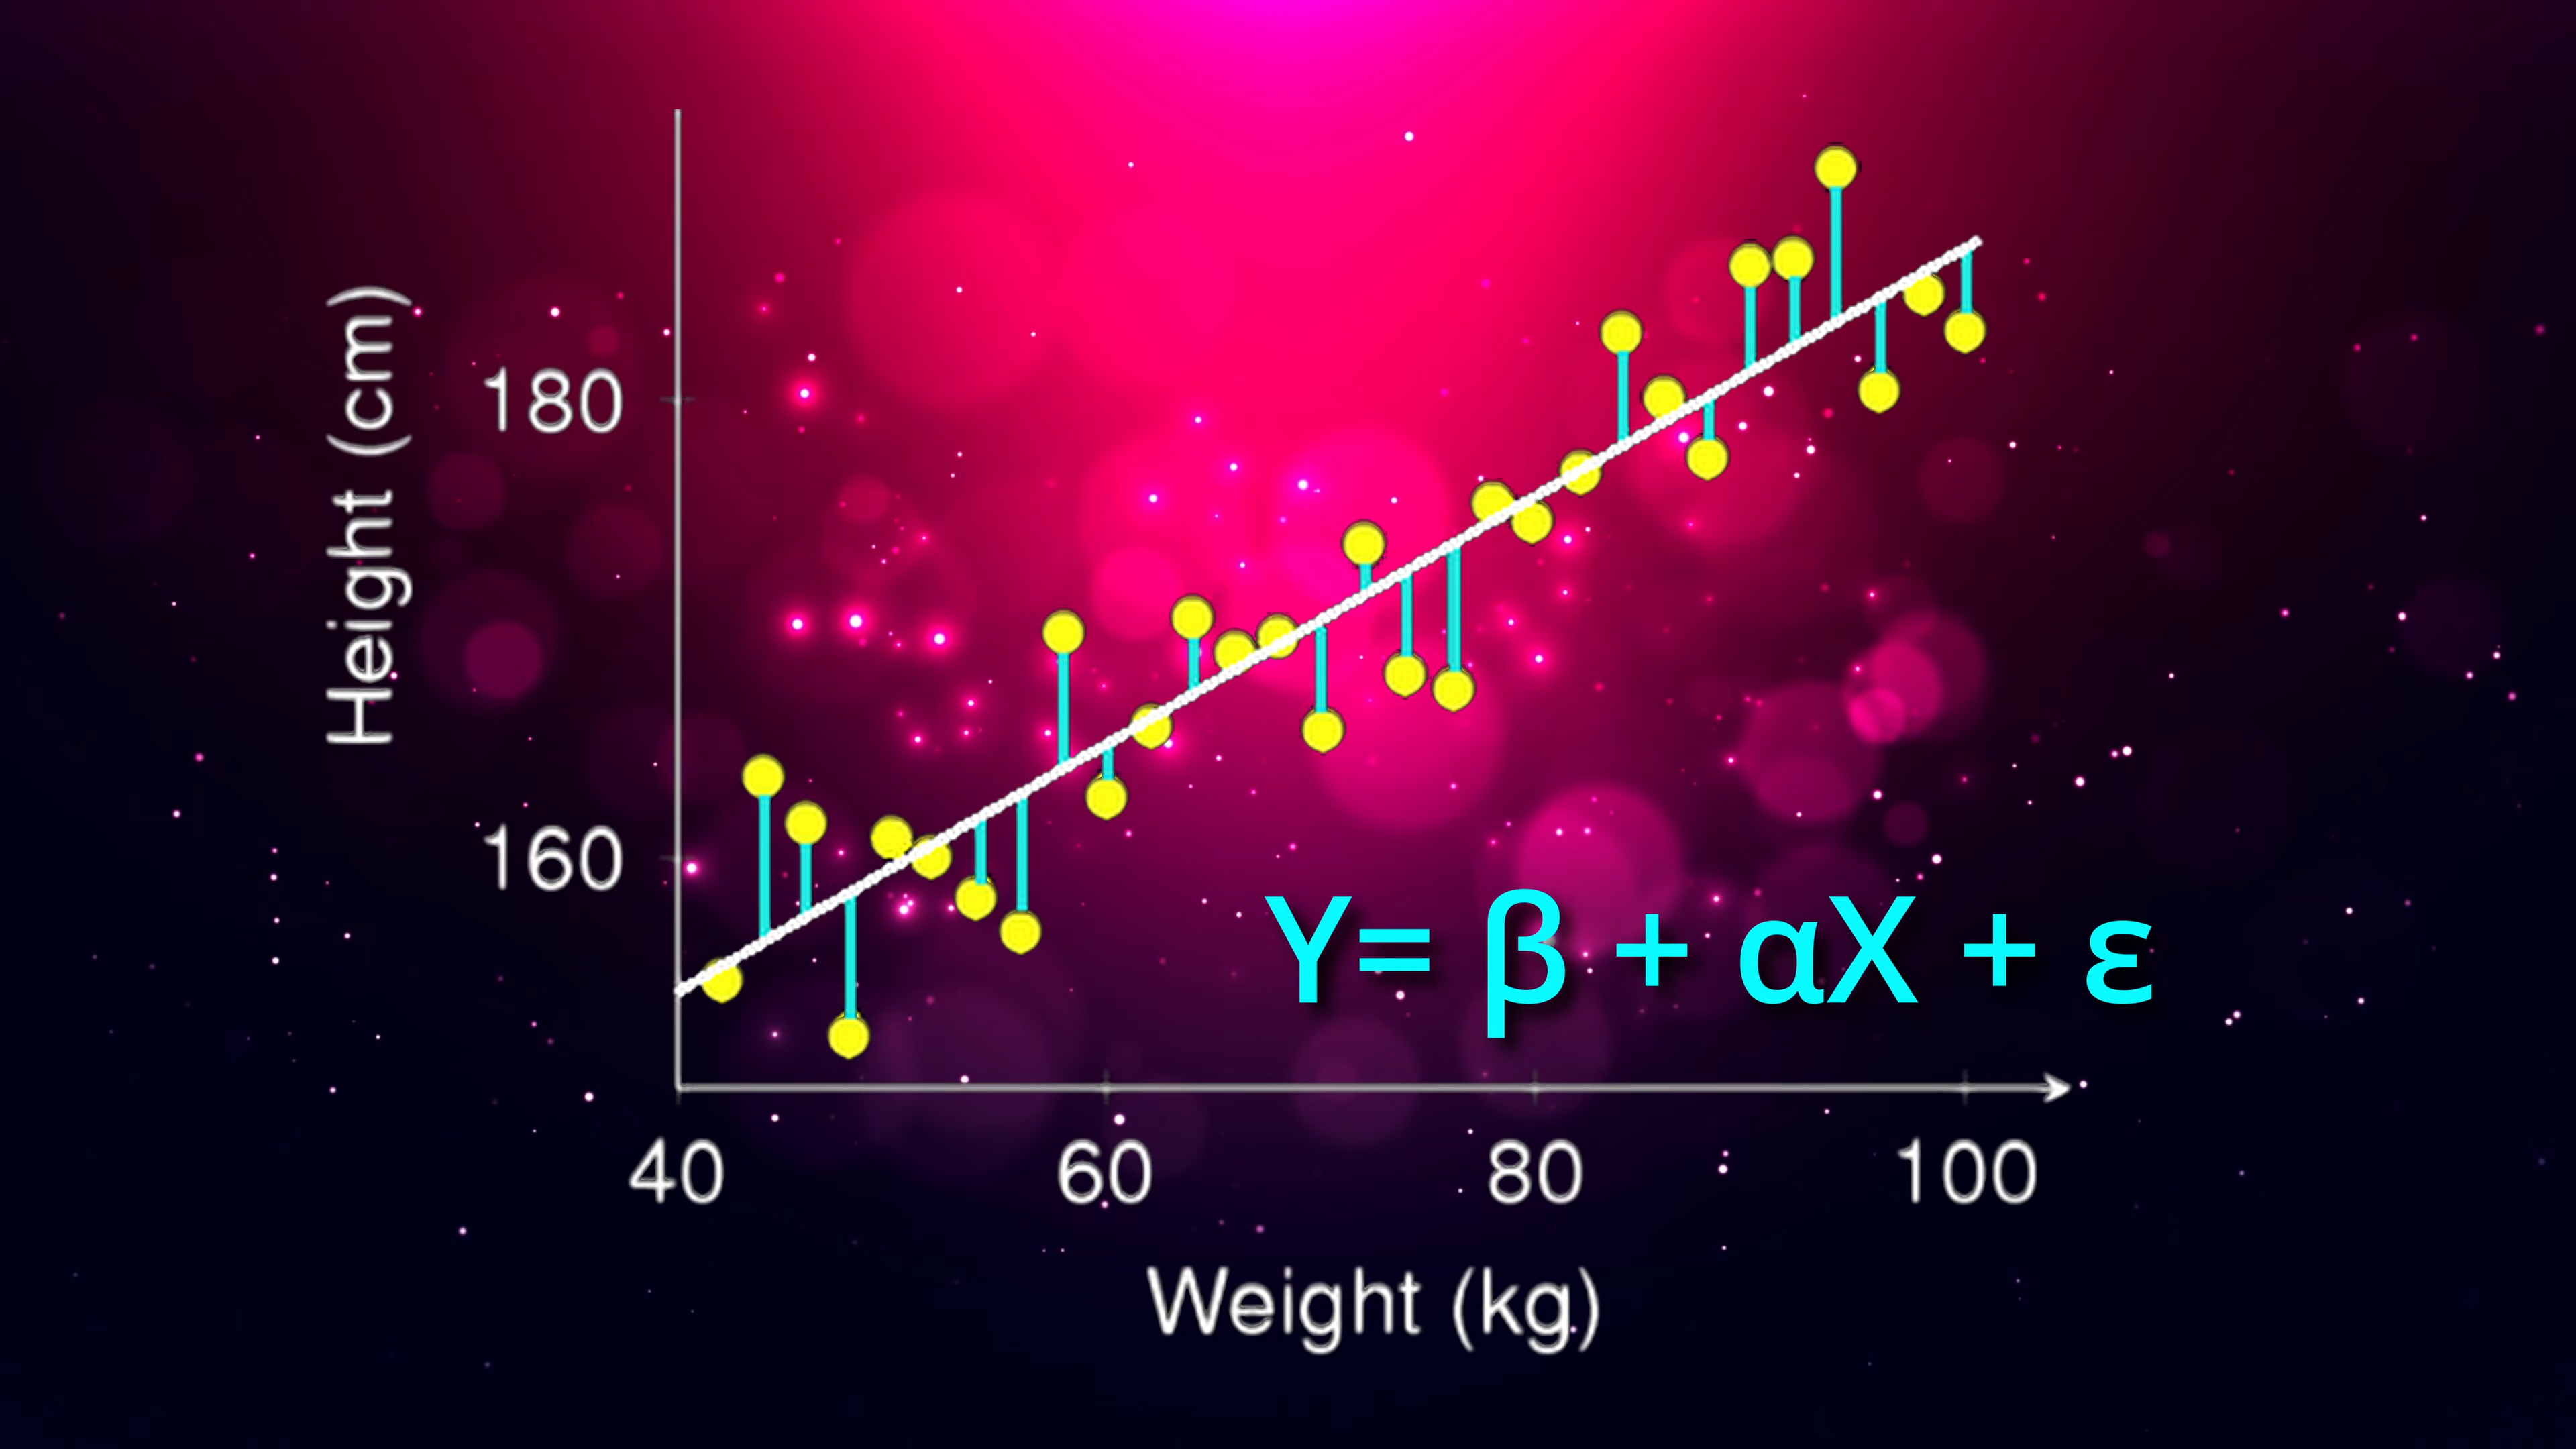 Height (cm)
180
160
Y= β + αX + ε
40 60 80 100
Weight (kg)